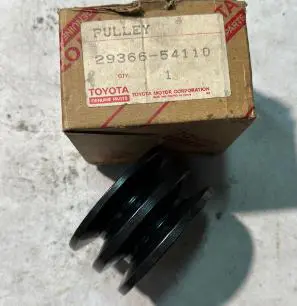 PULLEY
29366-54110
QTY.
1
TOYOTA TOYOTA MOTOR CORPORATION
GENUINE PARTS